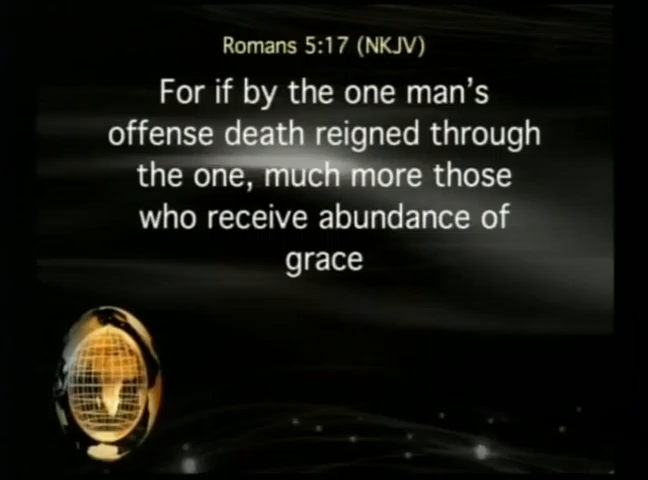 Romans 5:17 (NKJV)
For if by the one man's
offense death reigned through
the one, much more those
who receive abundance of
grace